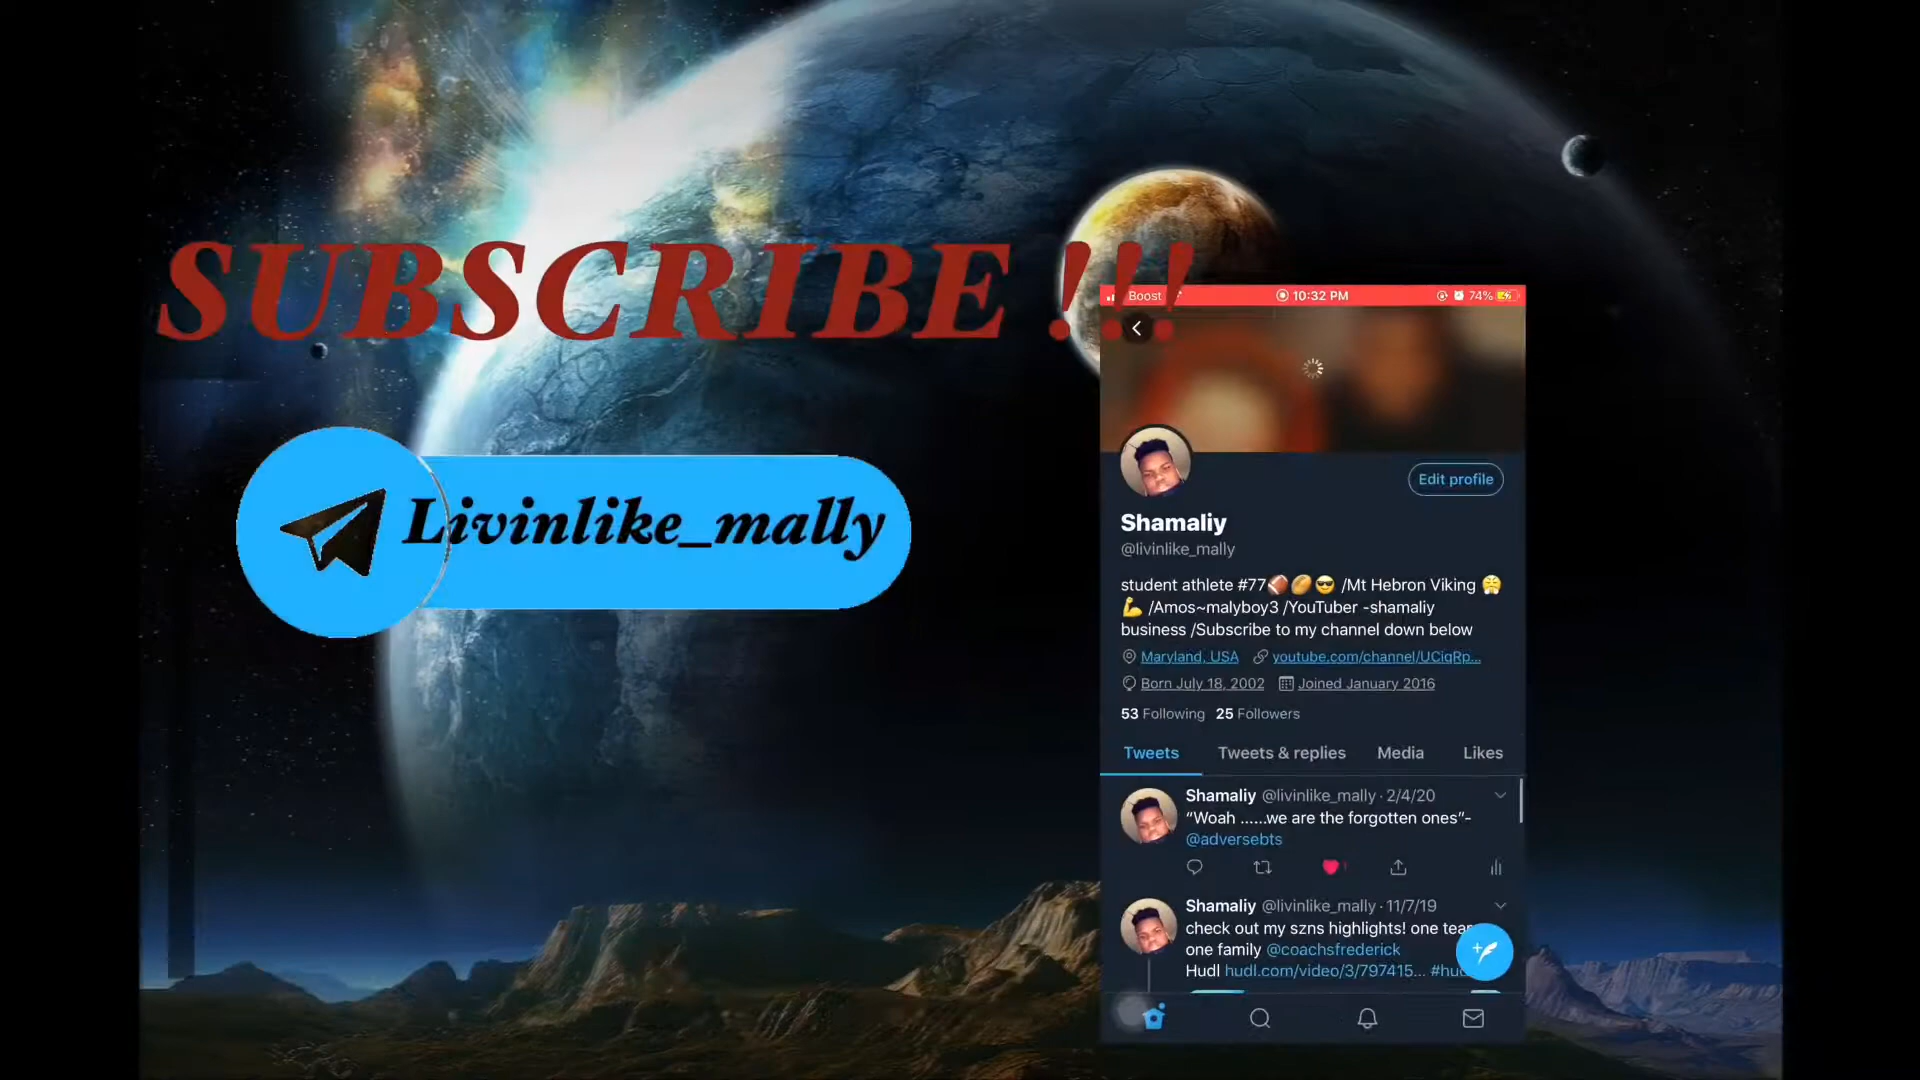 SUBSCRIBE !!!
Livinlike_mally
Boost
10:32 PM
74%
Edit profile
Shamaliy
@livinlike_mally
student athlete #77🏈🏉😎 /Mt Hebron Viking 😤
💪 /Amos~malyboy3 /YouTuber -shamaliy
business /Subscribe to my channel down below
Maryland, USA youtube.com/channel/UCiqRp...
Born July 18, 2002 Joined January 2016
53 Following 25 Followers
Tweets Tweets & replies Media Likes
Shamaliy @livinlike_mally · 2/4/20
“Woah ......we are the forgotten ones”-
@adversebts
1
Shamaliy @livinlike_mally · 11/7/19
check out my szns highlights! one
one family @coachsfrederick
Hudl hudl.com/video/3/797415...